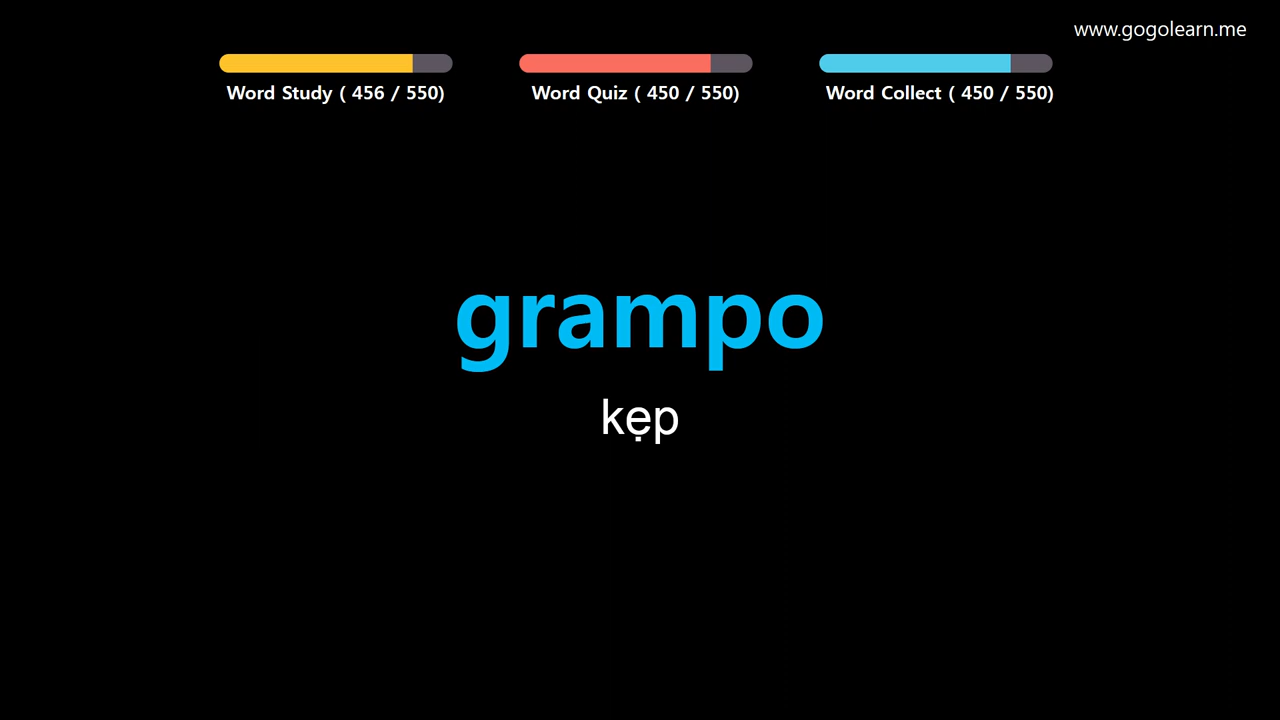 www.gogolearn.me
Word Study ( 456 / 550)
Word Quiz ( 450 / 550)
Word Collect ( 450 / 550)
grampo
kẹp